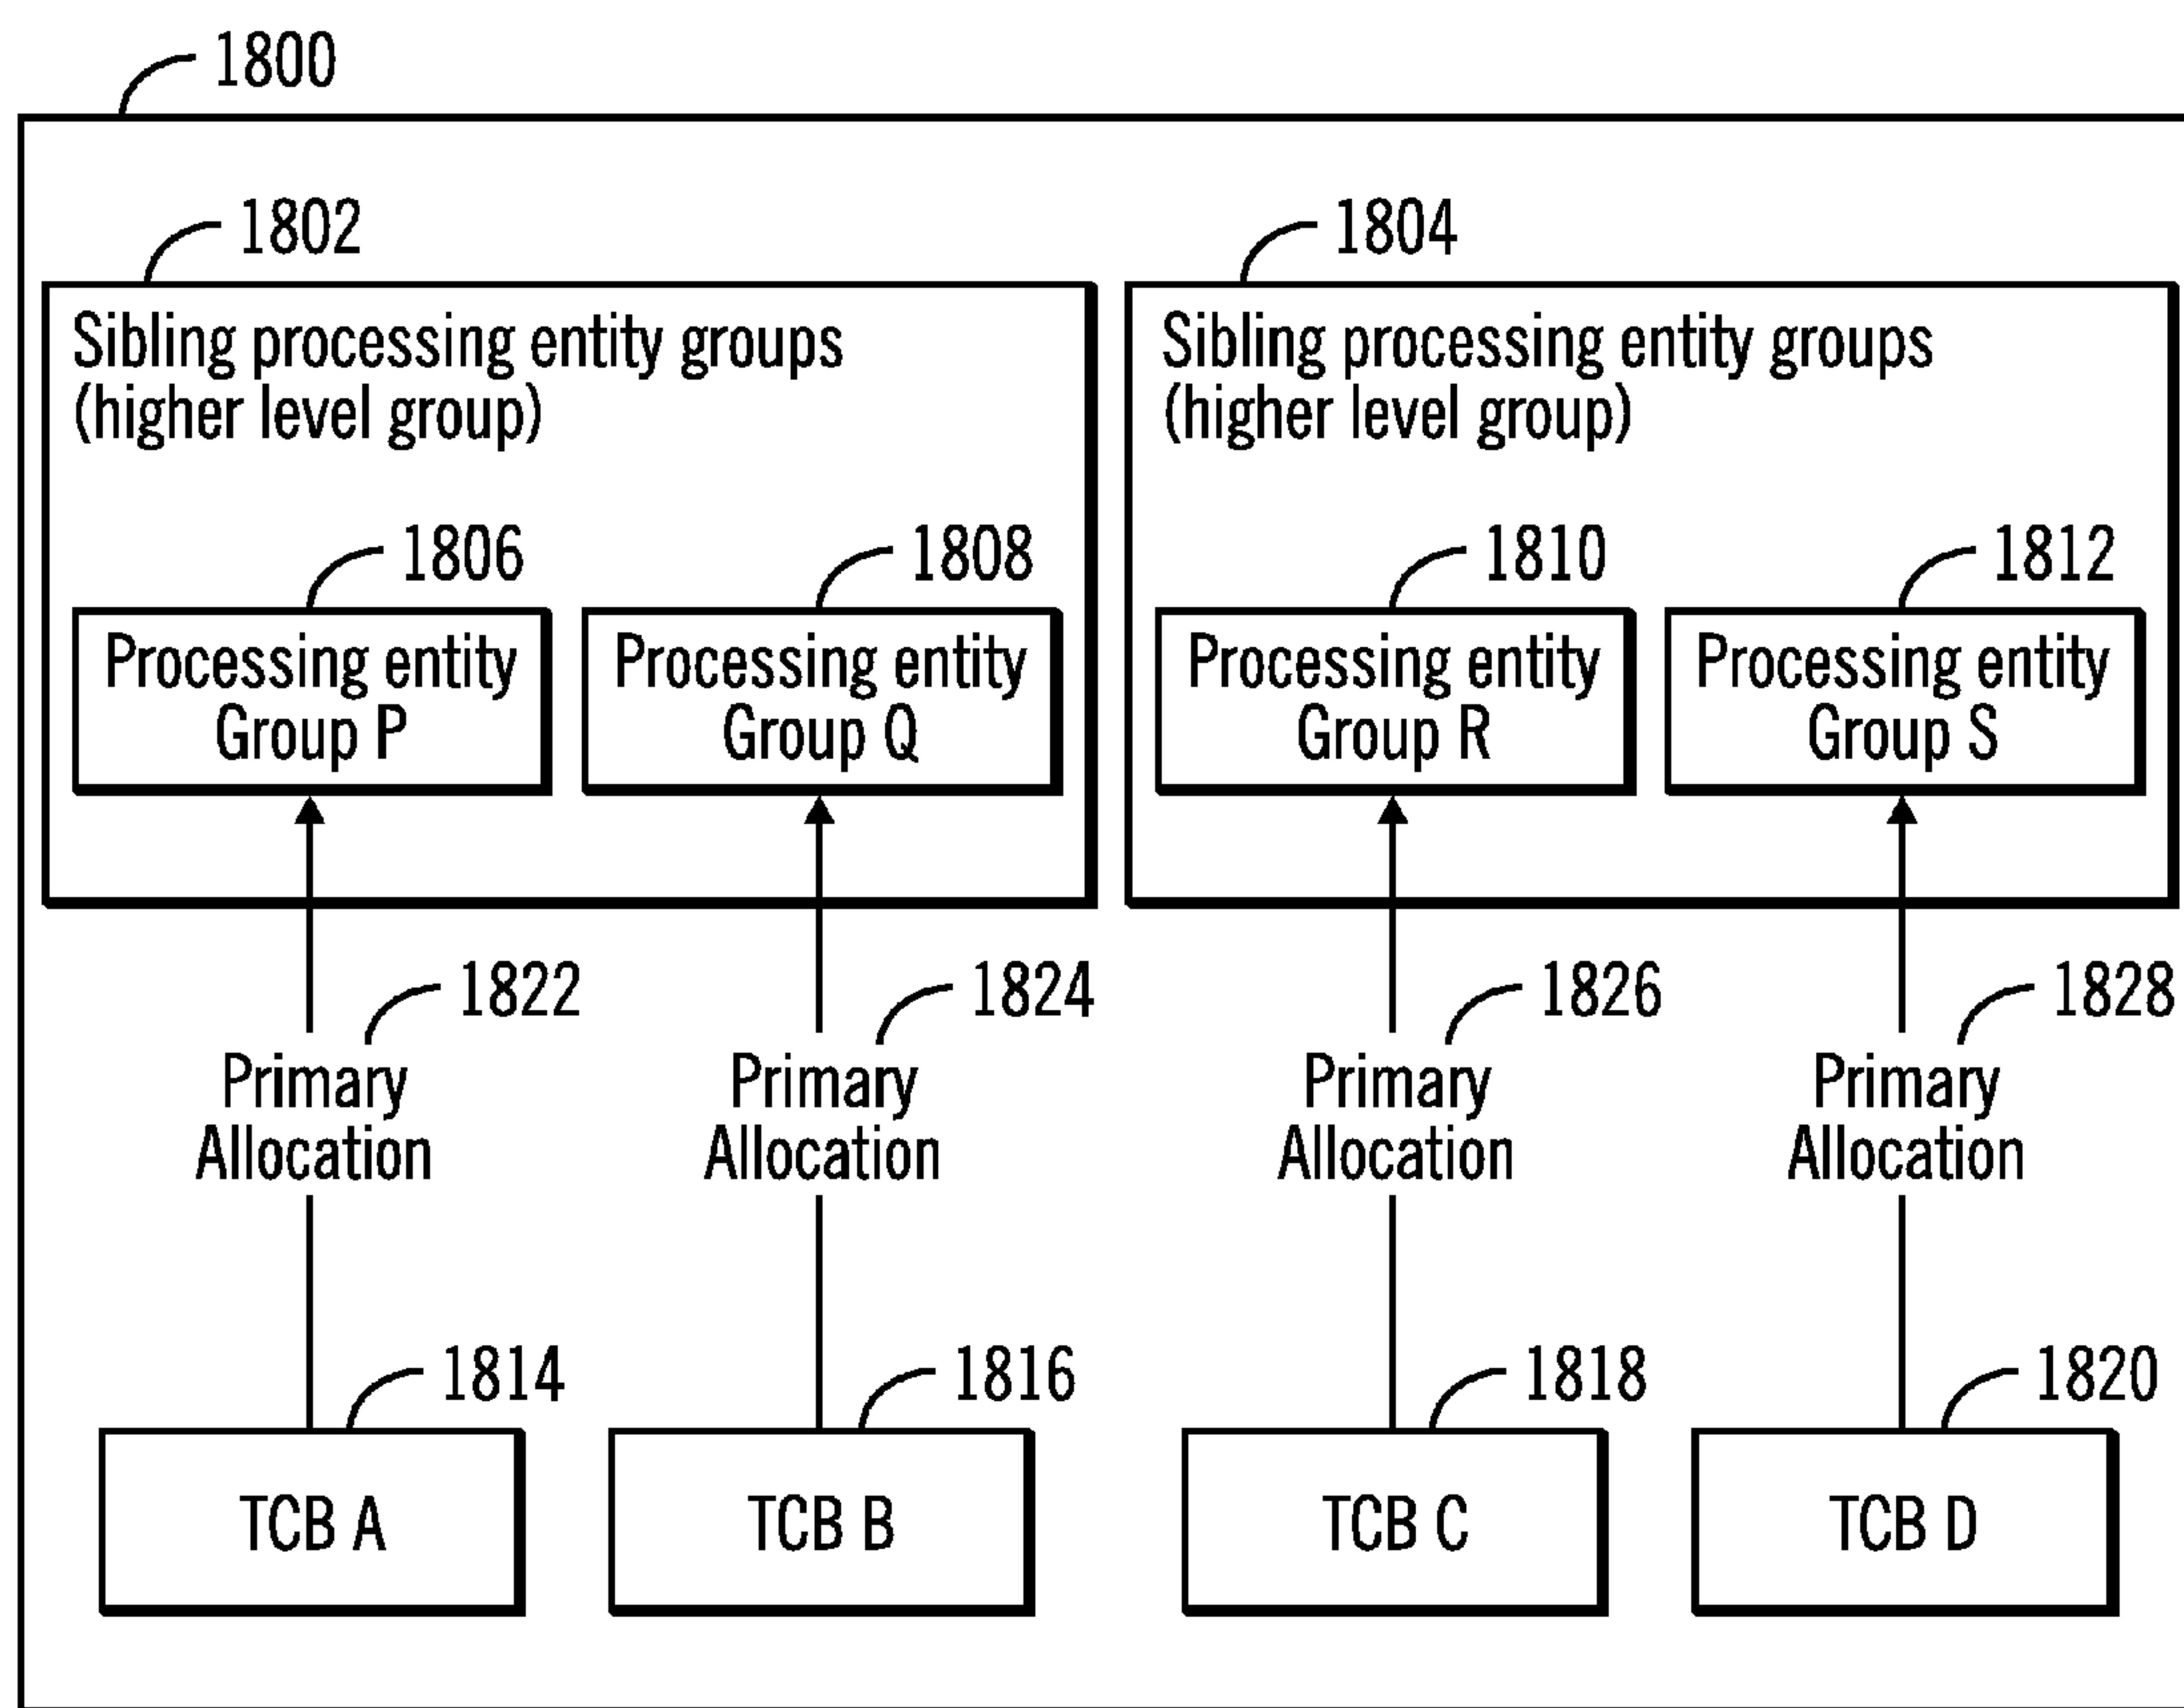 1800
1802
1804
Sibling processing entity groups
(higher level group)
Sibling processing entity groups
(higher level group)
1806
1808
1810
1812
Processing entity
Group P
Processing entity
Group Q
Processing entity
Group R
Processing entity
Group S
1822
1824
1826
1828
Primary
Allocation
Primary
Allocation
Primary
Allocation
Primary
Allocation
1814
1816
1818
1820
TCB A
TCB B
TCB C
TCB D